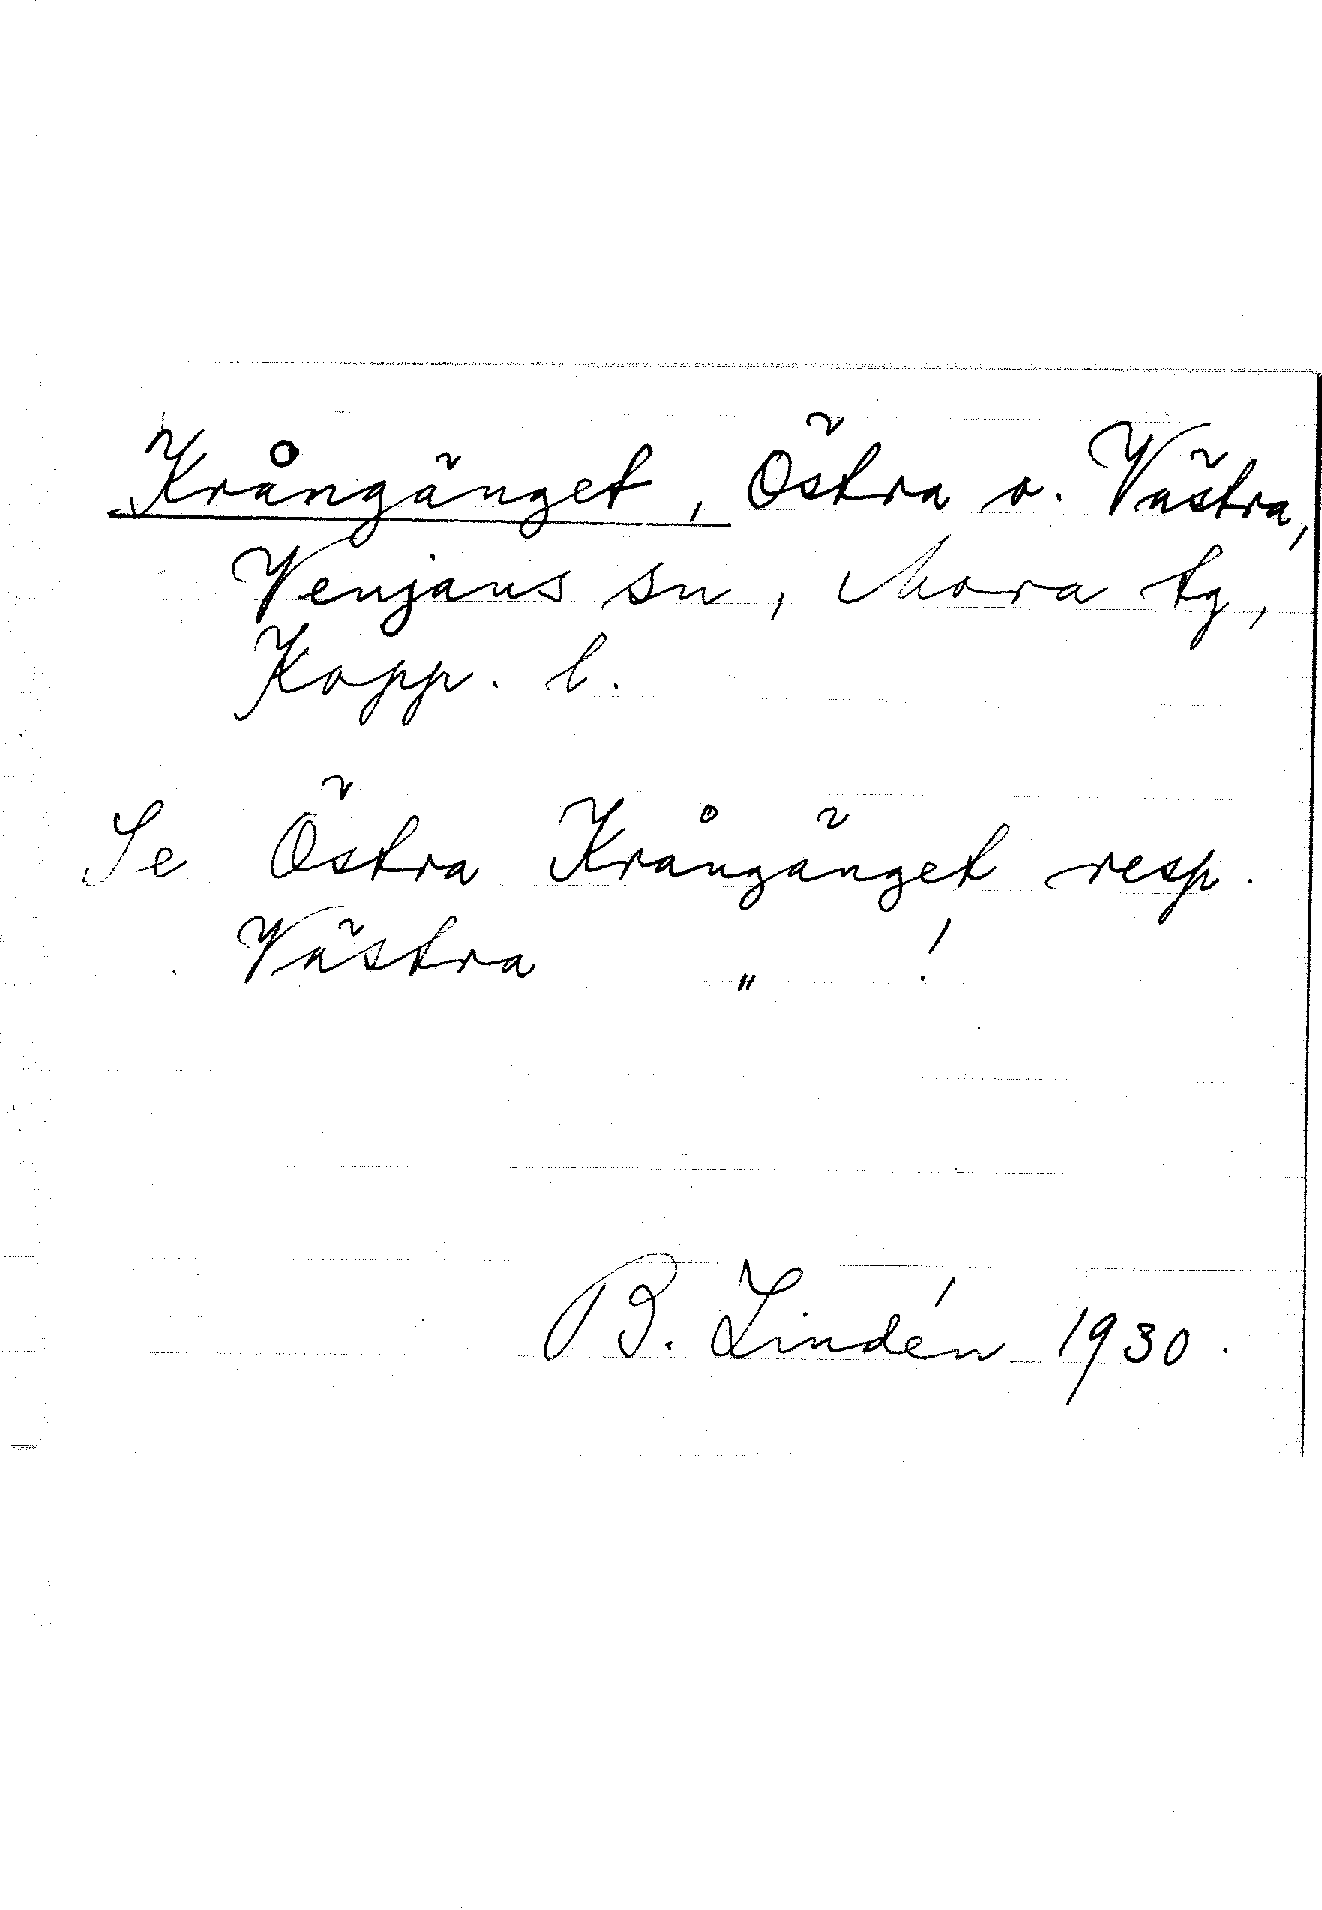 Krångänget, Östra o. Västra,
Venjans sn, Mora tg,
Kopp. l.
Se Östra Krångänget resp.
Västra " !
B. Lindén 1930.